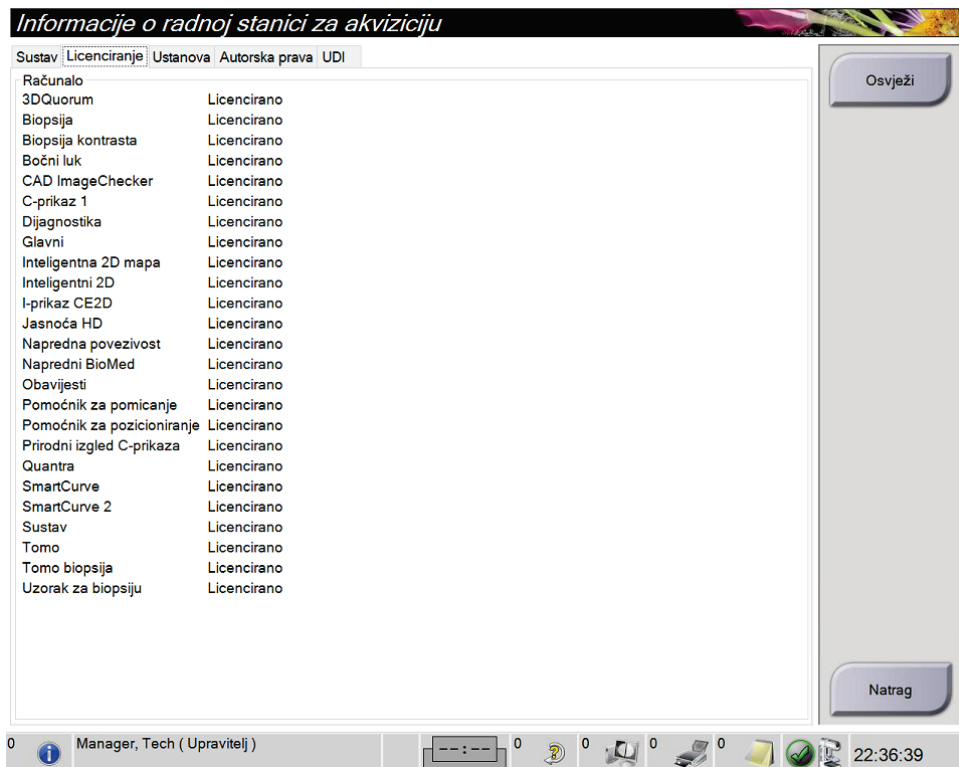 Informacije o radnoj stanici za akviziciju
Sustav Licenciranje Ustanova Autorska prava UDI
Računalo
3DQuorum Licencirano
Biopsija Licencirano
Biopsija kontrasta Licencirano
Bočni luk Licencirano
CAD ImageChecker Licencirano
C-prikaz 1 Licencirano
Dijagnostika Licencirano
Glavni Licencirano
Inteligentna 2D mapa Licencirano
Inteligentni 2D Licencirano
I-prikaz CE2D Licencirano
Jasnoća HD Licencirano
Napredna povezivost Licencirano
Napredni BioMed Licencirano
Obavijesti Licencirano
Pomoćnik za pomicanje Licencirano
Pomoćnik za pozicioniranje Licencirano
Prirodni izgled C-prikaza Licencirano
Quantra Licencirano
SmartCurve Licencirano
SmartCurve 2 Licencirano
Sustav Licencirano
Tomo Licencirano
Tomo biopsija Licencirano
Uzorak za biopsiju Licencirano
Osvježi
Natrag
0 Manager, Tech ( Upravitelj ) --:-- 0 0 0 0 22:36:39